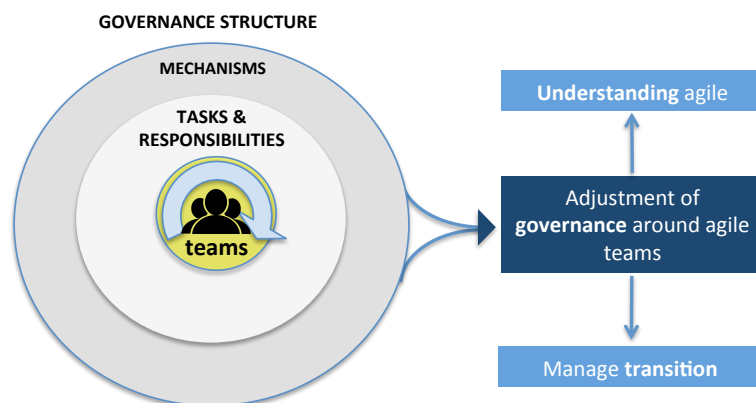 GOVERNANCE STRUCTURE
MECHANISMS
TASKS &
RESPONSIBILITIES
teams
Understanding agile
Adjustment of
governance around agile
teams
Manage transition